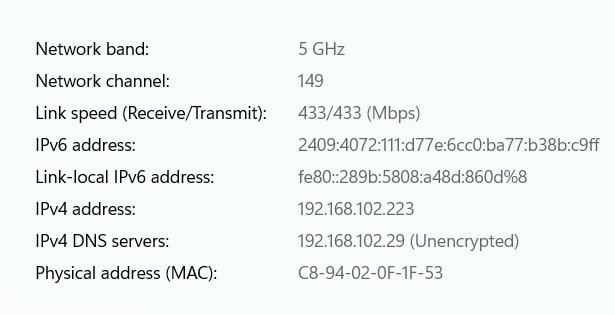 Network band: 5 GHz
Network channel: 149
Link speed (Receive/Transmit): 433/433 (Mbps)
IPv6 address: 2409:4072:111:d77e:6cc0:ba77:b38b:c9ff
Link-local IPv6 address: fe80::289b:5808:a48d:860d%8
IPv4 address: 192.168.102.223
IPv4 DNS servers: 192.168.102.29 (Unencrypted)
Physical address (MAC): C8-94-02-0F-1F-53